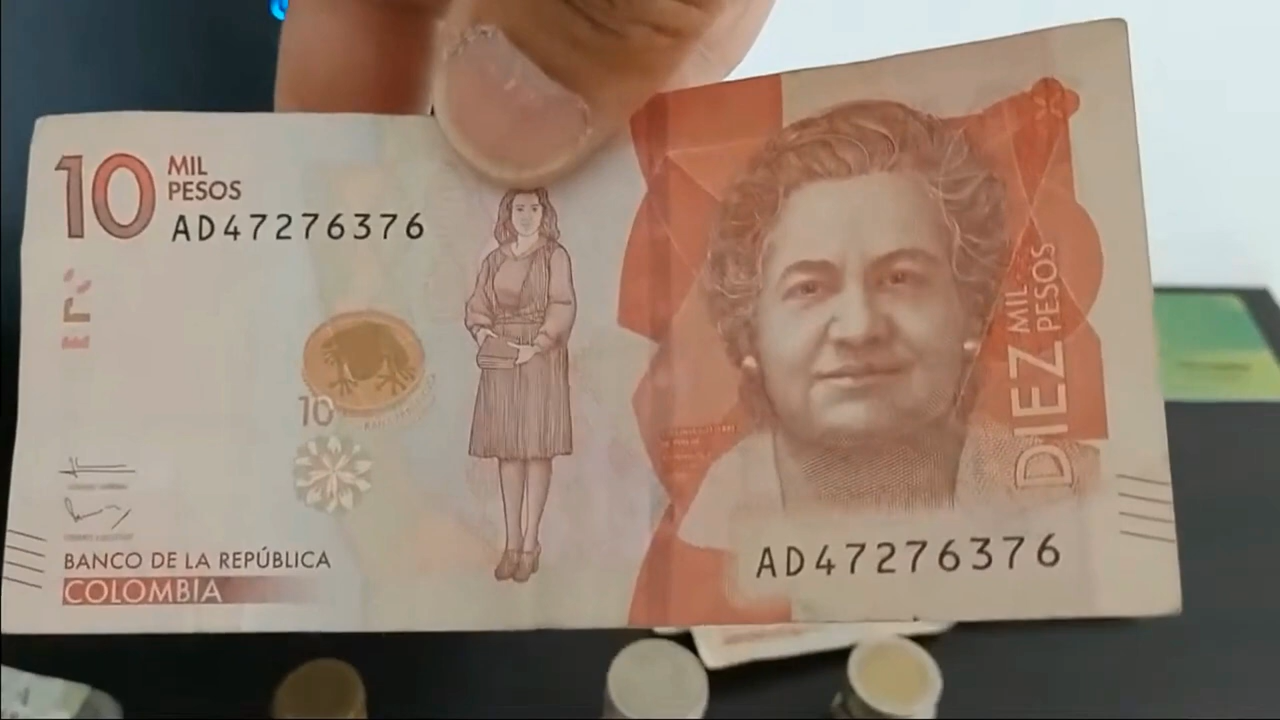 10 MIL
PESOS
AD47276376
10
BANCO DE LA REPÚBLICA
COLOMBIA
DIEZ MIL
PESOS
AD47276376